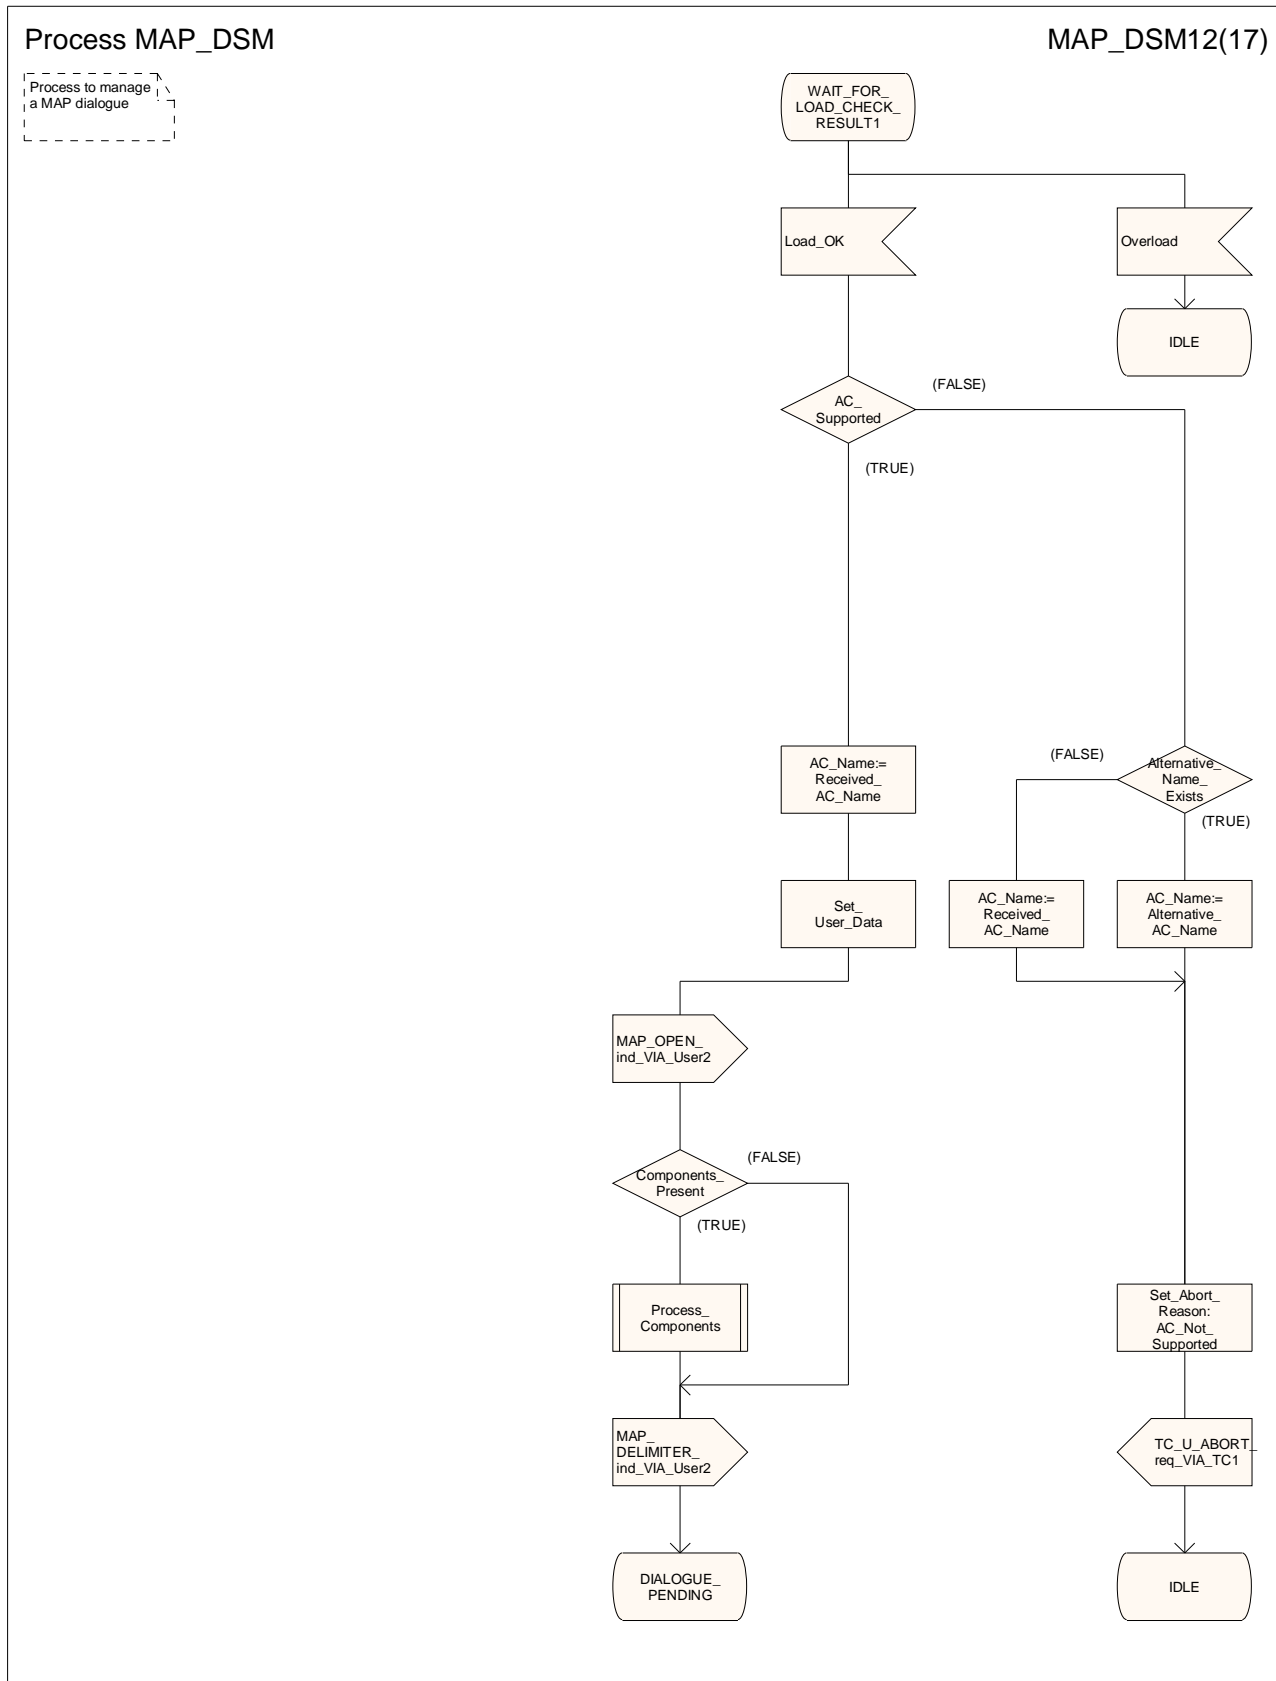 Process MAP_DSM
MAP_DSM12(17)
Process to manage
a MAP dialogue
WAIT_FOR_
LOAD_CHECK_
RESULT1
Load_OK
Overload
IDLE
AC_
Supported
(FALSE)
(TRUE)
AC_Name:=
Received_
AC_Name
(FALSE)
Alternative_
Name_
Exists
(TRUE)
Set_
User_Data
AC_Name:=
Received_
AC_Name
AC_Name:=
Alternative_
AC_Name
MAP_OPEN_
ind_VIA_User2
Components_
Present
(FALSE)
(TRUE)
Process_
Components
Set_Abort_
Reason:
AC_Not_
Supported
MAP_
DELIMITER_
ind_VIA_User2
TC_U_ABORT_
req_VIA_TC1
DIALOGUE_
PENDING
IDLE